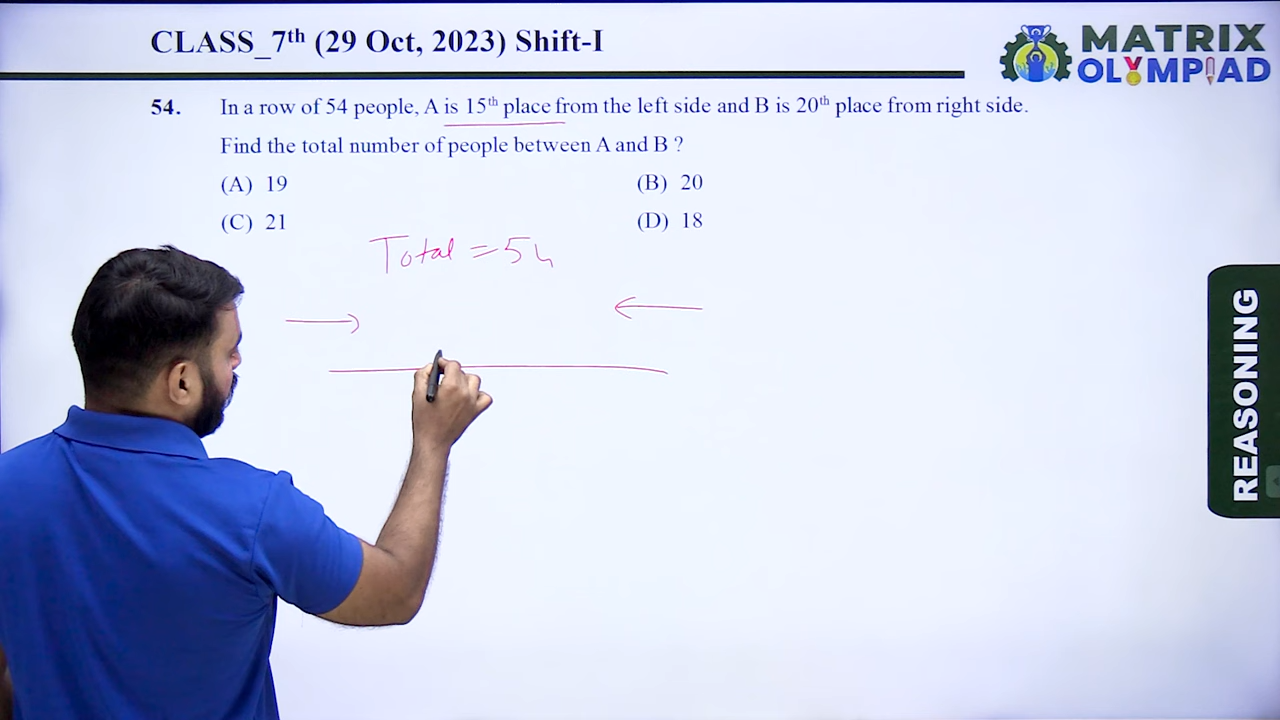 CLASS_7th (29 Oct, 2023) Shift-I
MATRIX
OLYMPIAD
54. In a row of 54 people, A is 15th place from the left side and B is 20th place from right side.
Find the total number of people between A and B ?
(A) 19 (B) 20
(C) 21 (D) 18
Total = 54
REASONING